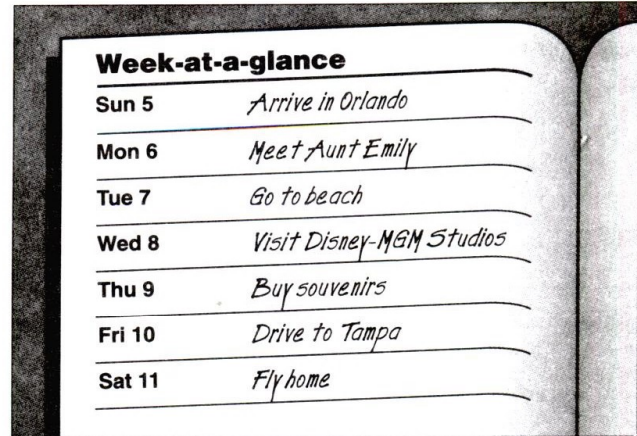 Week-at-a-glance
Sun 5 Arrive in Orlando
Mon 6 Meet Aunt Emily
Tue 7 Go to beach
Wed 8 Visit Disney-MGM Studios
Thu 9 Buy souvenirs
Fri 10 Drive to Tampa
Sat 11 Fly home